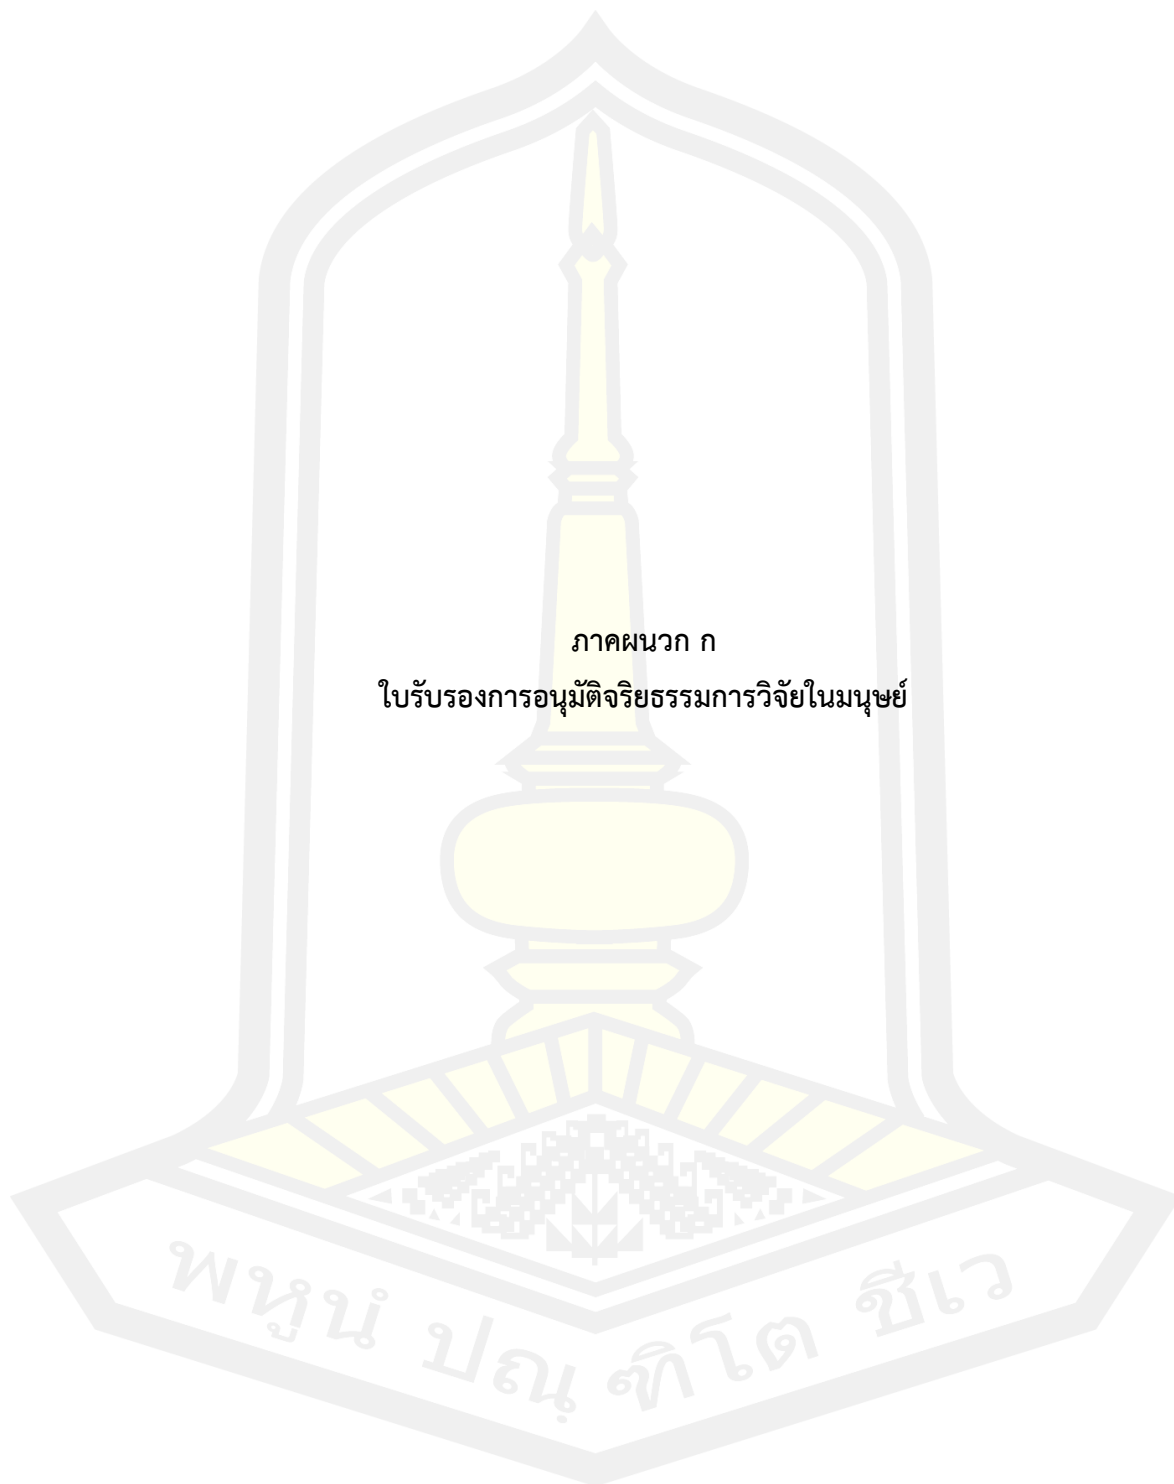 ภาคผนวก ก
ใบรับรองการอนุมัติจริยธรรมการวิจัยในมนุษย์
พหูนํ ปณฺฑิโต ชีเว